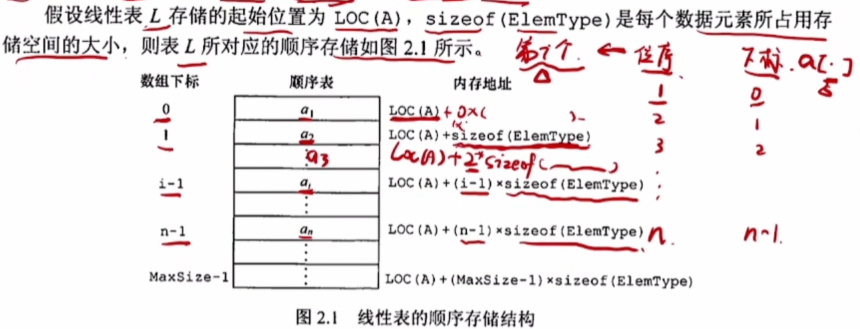 假设线性表 L 存储的起始位置为 LOC(A)，sizeof(ElemType)是每个数据元素所占用存
储空间的大小，则表 L 所对应的顺序存储如图 2.1 所示。 第i个 ← 位序 下标 a[·]
数组下标 顺序表 内存地址 1 0
0 a₁ LOC(A)+0×( ) 2 1
1 a₂ LOC(A)+sizeof(ElemType) 3 2
a3 Loc(A)+2*sizeof( )
i-1 aᵢ LOC(A)+(i-1)×sizeof(ElemType) ⋮
⋮
n-1 aₙ LOC(A)+(n-1)×sizeof(ElemType) n n-1
⋮
MaxSize-1 ⋮ LOC(A)+(MaxSize-1)×sizeof(ElemType)
图 2.1 线性表的顺序存储结构